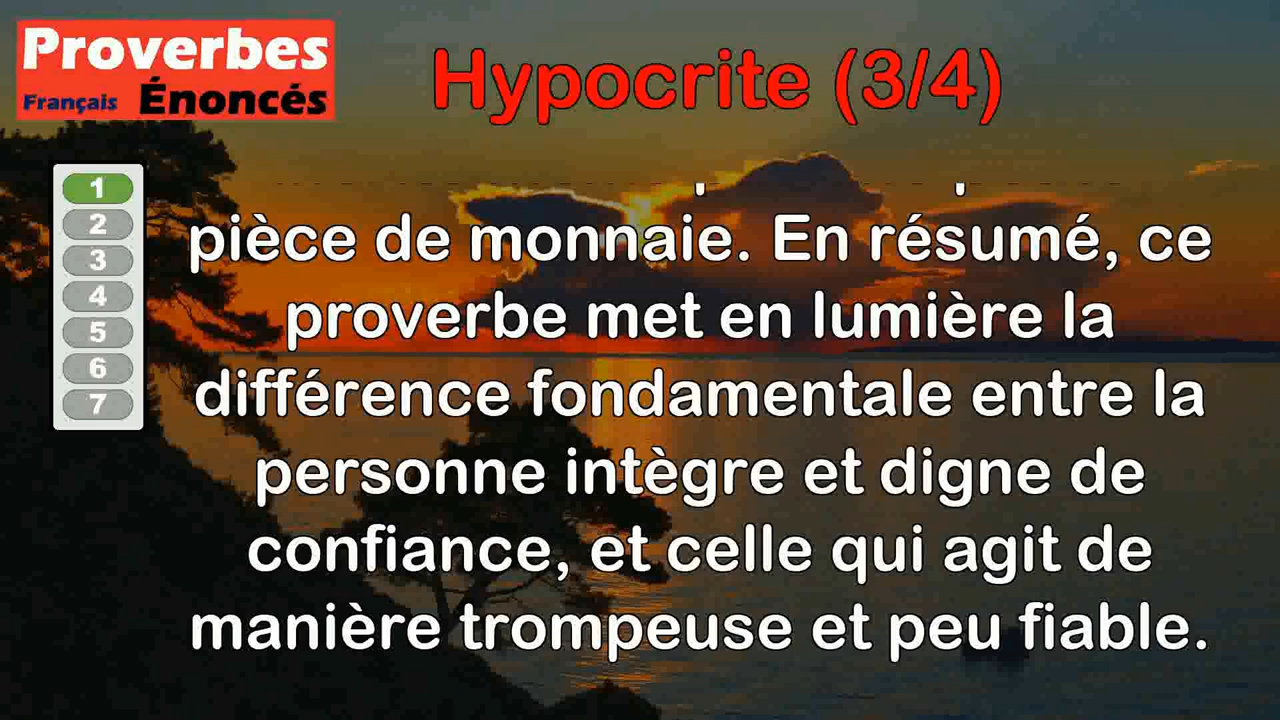 Proverbes
Français Énoncés
Hypocrite (3/4)
1
2
3
4
5
6
7
pièce de monnaie. En résumé, ce
proverbe met en lumière la
différence fondamentale entre la
personne intègre et digne de
confiance, et celle qui agit de
manière trompeuse et peu fiable.